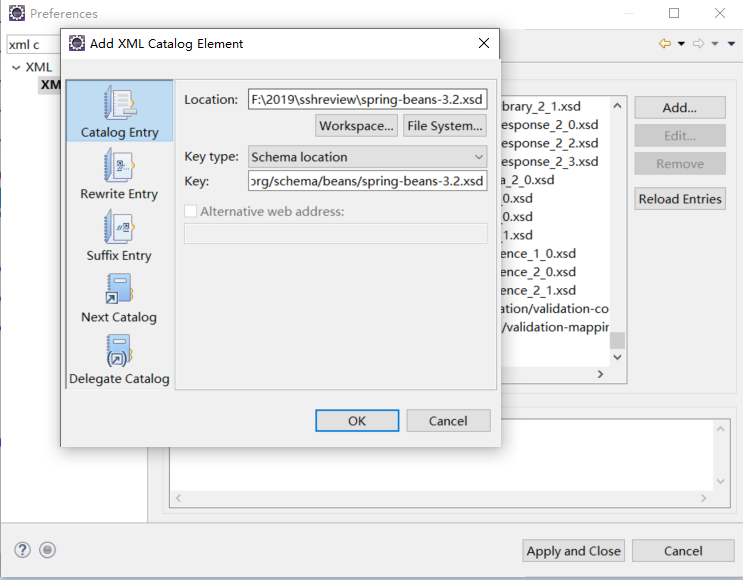 Preferences
xml c
XML
XM
Add XML Catalog Element
Catalog Entry
Rewrite Entry
Suffix Entry
Next Catalog
Delegate Catalog
Location:
F:\2019\sshreview\spring-beans-3.2.xsd
Workspace...
File System...
Key type:
Schema location
Key:
org/schema/beans/spring-beans-3.2.xsd
Alternative web address:
OK
Cancel
brary_2_1.xsd
esponse_2_0.xsd
esponse_2_2.xsd
esponse_2_3.xsd
a_2_0.xsd
_0.xsd
_0.xsd
_1.xsd
ence_1_0.xsd
ence_2_0.xsd
ence_2_1.xsd
ation/validation-co
/validation-mappin
Add...
Edit...
Remove
Reload Entries
Apply and Close
Cancel